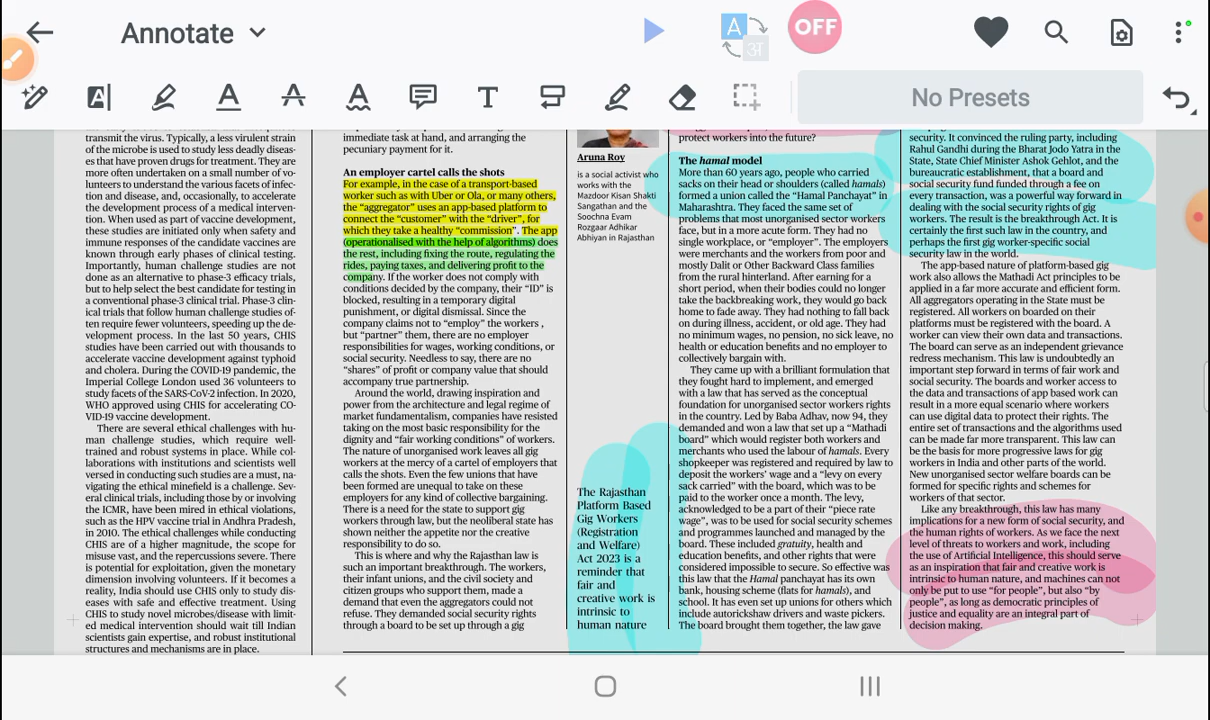 Annotate
OFF
A
अ
No Presets
transmit the virus. Typically, a less virulent strain
of the microbe is used to study less deadly diseas-
es that have proven drugs for treatment. They are
more often undertaken on a small number of vo-
lunteers to understand the various facets of infec-
tion and disease, and, occasionally, to accelerate
the development process of a medical interven-
tion. When used as part of vaccine development,
these studies are initiated only when safety and
immune responses of the candidate vaccines are
known through early phases of clinical testing.
Importantly, human challenge studies are not
done as an alternative to phase-3 efficacy trials,
but to help select the best candidate for testing in
a conventional phase-3 clinical trial. Phase-3 clin-
ical trials that follow human challenge studies of-
ten require fewer volunteers, speeding up the de-
velopment process. In the last 50 years, CHIS
studies have been carried out with thousands to
accelerate vaccine development against typhoid
and cholera. During the COVID-19 pandemic, the
Imperial College London used 36 volunteers to
study facets of the SARS-CoV-2 infection. In 2020,
WHO approved using CHIS for accelerating CO-
VID-19 vaccine development.
There are several ethical challenges with hu-
man challenge studies, which require well-
trained and robust systems in place. While col-
laborations with institutions and scientists well
versed in conducting such studies are a must, na-
vigating the ethical minefield is a challenge. Sev-
eral clinical trials, including those by or involving
the ICMR, have been mired in ethical violations,
such as the HPV vaccine trial in Andhra Pradesh,
in 2010. The ethical challenges while conducting
CHIS are of a higher magnitude, the scope for
misuse vast, and the repercussions severe. There
is potential for exploitation, given the monetary
dimension involving volunteers. If it becomes a
reality, India should use CHIS only to study dis-
eases with safe and effective treatment. Using
CHIS to study novel microbes/disease with limit-
ed medical intervention should wait till Indian
scientists gain expertise, and robust institutional
structures and mechanisms are in place.
immediate task at hand, and arranging the
pecuniary payment for it.
An employer cartel calls the shots
For example, in the case of a transport-based
worker such as with Uber or Ola, or many others,
the “aggregator” uses an app-based platform to
connect the “customer” with the “driver”, for
which they take a healthy “commission”. The app
(operationalised with the help of algorithms) does
the rest, including fixing the route, regulating the
rides, paying taxes, and delivering profit to the
company. If the worker does not comply with
conditions decided by the company, their “ID” is
blocked, resulting in a temporary digital
punishment, or digital dismissal. Since the
company claims not to “employ” the workers ,
but “partner” them, there are no employer
responsibilities for wages, working conditions, or
social security. Needless to say, there are no
“shares” of profit or company value that should
accompany true partnership.
Around the world, drawing inspiration and
power from the architecture and legal regime of
market fundamentalism, companies have resisted
taking on the most basic responsibility for the
dignity and “fair working conditions” of workers.
The nature of unorganised work leaves all gig
workers at the mercy of a cartel of employers that
calls the shots. Even the few unions that have
been formed are unequal to take on these
employers for any kind of collective bargaining.
There is a need for the state to support gig
workers through law, but the neoliberal state has
shown neither the appetite nor the creative
responsibility to do so.
This is where and why the Rajasthan law is
such an important breakthrough. The workers,
their infant unions, and the civil society and
citizen groups who support them, made a
demand that even the aggregators could not
refuse. They demanded social security rights
through a board to be set up through a gig
Aruna Roy
is a social activist who
works with the
Mazdoor Kisan Shakti
Sangathan and the
Soochna Evam
Rozgaar Adhikar
Abhiyan in Rajasthan
The Rajasthan
Platform Based
Gig Workers
(Registration
and Welfare)
Act 2023 is a
reminder that
fair and
creative work is
intrinsic to
human nature
protect workers into the future?
The hamal model
More than 60 years ago, people who carried
sacks on their head or shoulders (called hamals)
formed a union called the “Hamal Panchayat” in
Maharashtra. They faced the same set of
problems that most unorganised sector workers
face, but in a more acute form. They had no
single workplace, or “employer”. The employers
were merchants and the workers from poor and
mostly Dalit or Other Backward Class families
from the rural hinterland. After earning for a
short period, when their bodies could no longer
take the backbreaking work, they would go back
home to fade away. They had nothing to fall back
on during illness, accident, or old age. They had
no minimum wages, no pension, no sick leave, no
health or education benefits and no employer to
collectively bargain with.
They came up with a brilliant formulation that
they fought hard to implement, and emerged
with a law that has served as the conceptual
foundation for unorganised sector workers rights
in the country. Led by Baba Adhav, now 94, they
demanded and won a law that set up a “Mathadi
board” which would register both workers and
merchants who used the labour of hamals. Every
shopkeeper was registered and required by law to
deposit the workers’ wage and a “levy on every
sack carried” with the board, which was to be
paid to the worker once a month. The levy,
acknowledged to be a part of their “piece rate
wage”, was to be used for social security schemes
and programmes launched and managed by the
board. These included gratuity, health and
education benefits, and other rights that were
considered impossible to secure. So effective was
this law that the Hamal panchayat has its own
bank, housing scheme (flats for hamals), and
school. It has even set up unions for others which
include autorickshaw drivers and waste pickers.
The board brought them together, the law gave
security. It convinced the ruling party, including
Rahul Gandhi during the Bharat Jodo Yatra in the
State, State Chief Minister Ashok Gehlot, and the
bureaucratic establishment, that a board and
social security fund funded through a fee on
every transaction, was a powerful way forward in
dealing with the social security rights of gig
workers. The result is the breakthrough Act. It is
certainly the first such law in the country, and
perhaps the first gig worker-specific social
security law in the world.
The app-based nature of platform-based gig
work also allows the Mathadi Act principles to be
applied in a far more accurate and efficient form.
All aggregators operating in the State must be
registered. All workers on boarded on their
platforms must be registered with the board. A
worker can view their own data and transactions.
The board can serve as an independent grievance
redress mechanism. This law is undoubtedly an
important step forward in terms of fair work and
social security. The boards and worker access to
the data and transactions of app based work can
result in a more equal scenario where workers
can use digital data to protect their rights. The
entire set of transactions and the algorithms used
can be made far more transparent. This law can
be the basis for more progressive laws for gig
workers in India and other parts of the world.
New unorganised sector welfare boards can be
formed for specific rights and schemes for
workers of that sector.
Like any breakthrough, this law has many
implications for a new form of social security, and
the human rights of workers. As we face the next
level of threats to workers and work, including
the use of Artificial Intelligence, this should serve
as an inspiration that fair and creative work is
intrinsic to human nature, and machines can not
only be put to use “for people”, but also “by
people”, as long as democratic principles of
justice and equality are an integral part of
decision making.